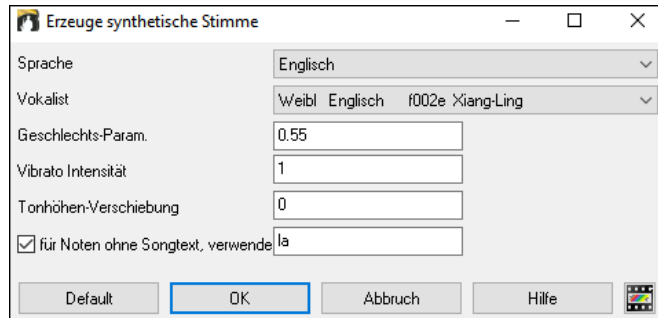 Erzeuge synthetische Stimme
Sprache Englisch
Vokalist Weibl Englisch f002e Xiang-Ling
Geschlechts-Param. 0.55
Vibrato Intensität 1
Tonhöhen-Verschiebung 0
für Noten ohne Songtext, verwende la
Default OK Abbruch Hilfe